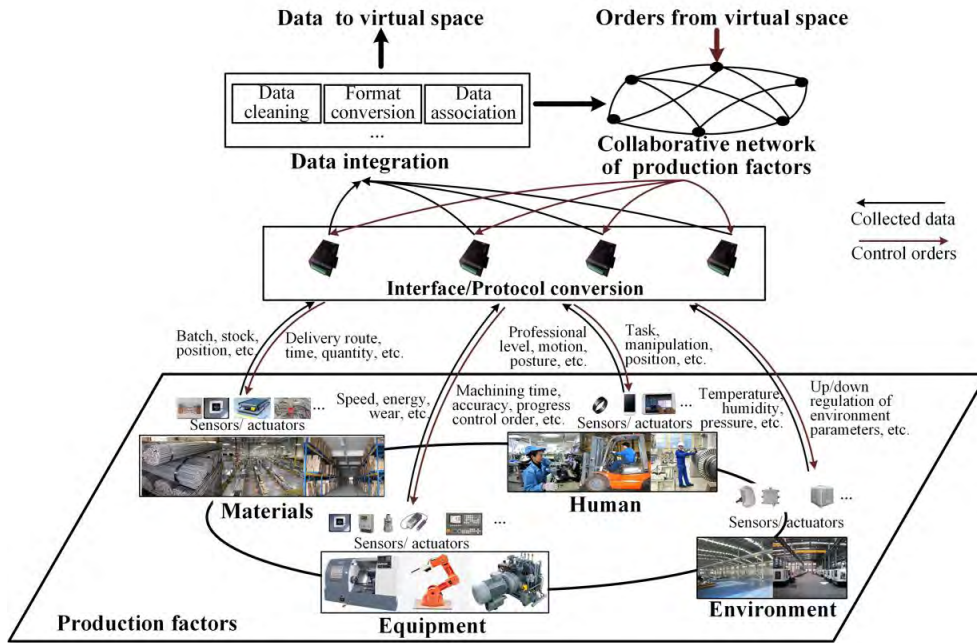 Data to virtual space
Orders from virtual space
Data
cleaning
Format
conversion
Data
association
...
Data integration
Collaborative network
of production factors
Collected data
Control orders
Interface/Protocol conversion
Batch, stock,
position, etc.
Delivery route,
time, quantity, etc.
Professional
level, motion,
posture, etc.
Task,
manipulation,
position, etc.
Speed, energy,
wear, etc.
Machining time,
accuracy, progress
control order, etc.
Temperature,
humidity,
pressure, etc.
Up/down
regulation of
environment
parameters, etc.
...
Sensors/ actuators
Materials
...
Sensors/ actuators
Human
...
Sensors/ actuators
Equipment
...
Sensors/ actuators
Environment
Production factors